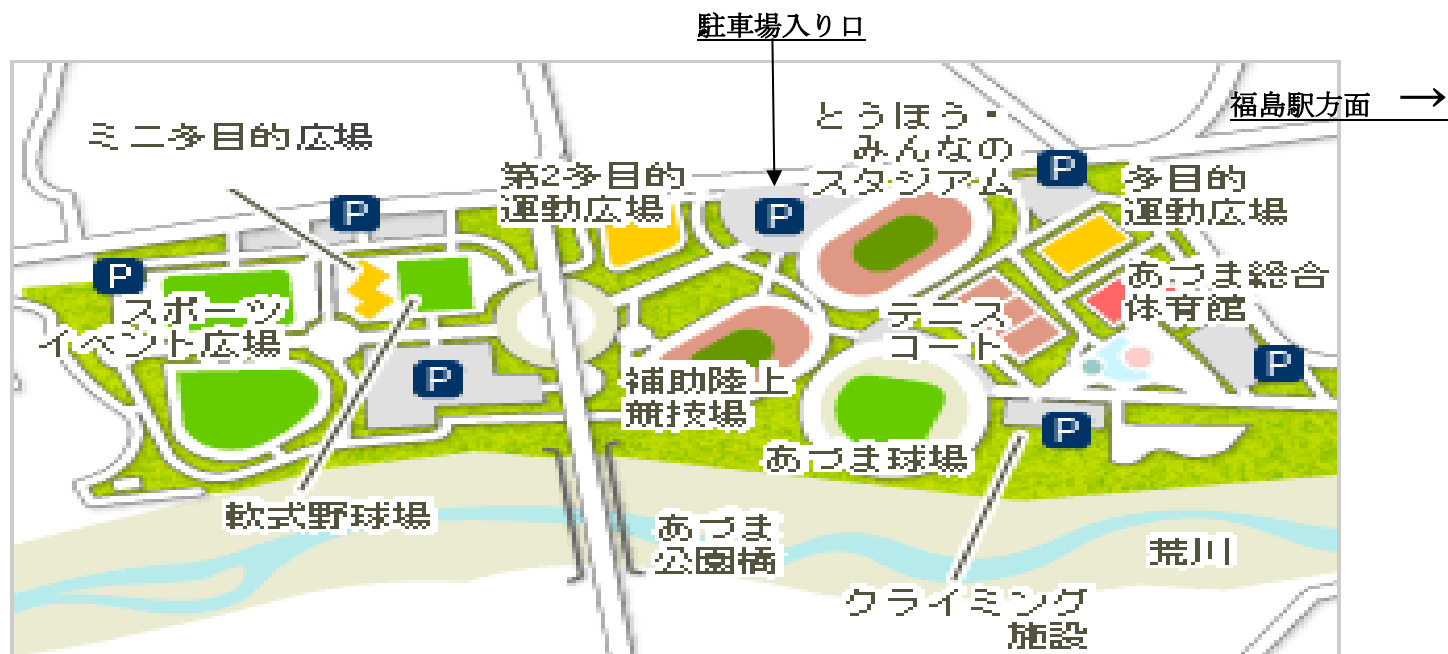 駐車場入り口
福島駅方面 →
ミニ多目的広場
とうほう・
みんなの
スタジアム
第2多目的
運動広場
多目的
運動広場
P
P
P
P
あづま総合
体育館
スポーツ
イベント広場
テニス
コート
P
P
補助陸上
競技場
P
あづま球場
軟式野球場
あづま
公園橋
荒川
クライミング
施設